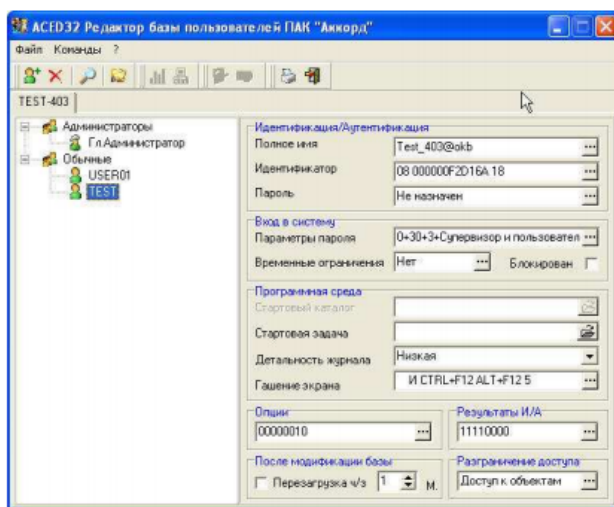 ACED32 Редактор базы пользователей ПАК "Аккорд"
Файл Команды ?
TEST-403
Администраторы
Гл.Администратор
Обычные
USER01
TEST
Идентификация/Аутентификация
Полное имя Test_403@okb
Идентификатор 08 000000F2D16A 18
Пароль Не назначен
Вход в систему
Параметры пароля 0+30+3+Супервизор и пользовател
Временные ограничения Нет Блокирован
Программная среда
Стартовый каталог
Стартовая задача
Детальность журнала Низкая
Гашение экрана И CTRL+F12 ALT+F12 5
Опции Результаты И/А
00000010 11110000
После модификации базы Разграничение доступа
Перезагрузка ч/з 1 м. Доступ к объектам